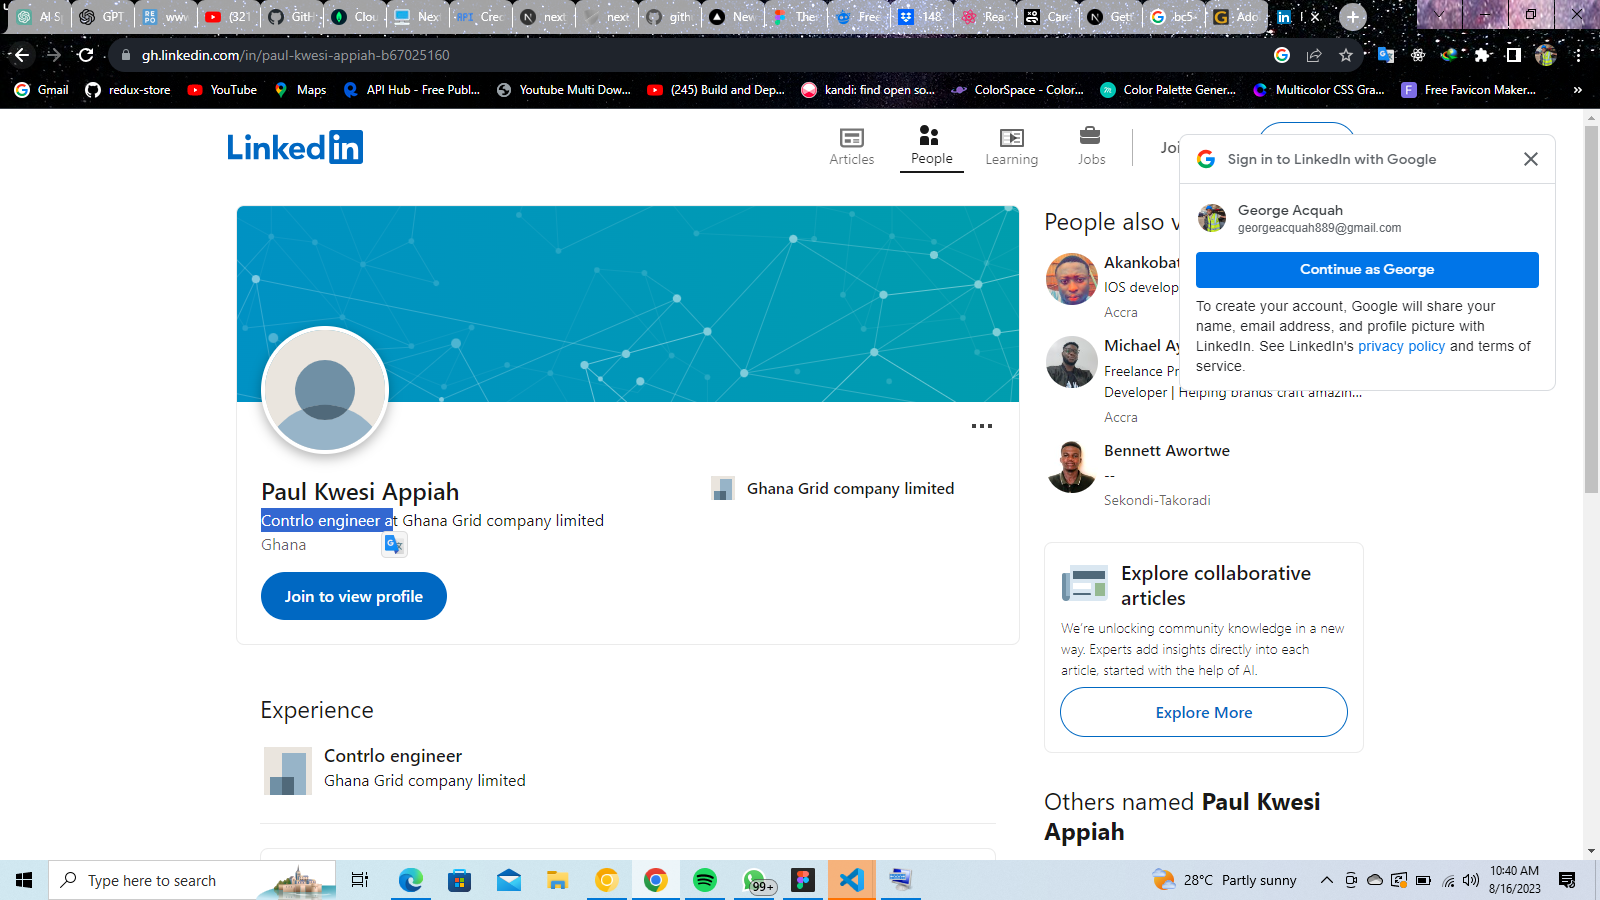 AI S
GPT
www
(321
GitH
Clou
Next
Crea
next
next
gith
New
The
Free
148
Rea
Care
Getf
bc5-
Ado
gh.linkedin.com/in/paul-kwesi-appiah-b67025160
Gmail
redux-store
YouTube
Maps
API Hub - Free Publ...
Youtube Multi Dow...
(245) Build and Dep...
kandi: find open so...
ColorSpace - Color...
Color Palette Gener...
Multicolor CSS Gra...
Free Favicon Maker...
»
Linked in
Articles
People
Learning
Jobs
Joi
Sign in to LinkedIn with Google
George Acquah
georgeacquah889@gmail.com
Continue as George
To create your account, Google will share your
name, email address, and profile picture with
LinkedIn. See LinkedIn's privacy policy and terms of
service.
Paul Kwesi Appiah
Contrlo engineer at Ghana Grid company limited
Ghana
Ghana Grid company limited
Join to view profile
Experience
Contrlo engineer
Ghana Grid company limited
People also v
Akankobat
IOS develop
Accra
Michael Ay
Freelance Pr
Developer | Helping brands craft amazin...
Accra
Bennett Awortwe
--
Sekondi-Takoradi
Explore collaborative
articles
We're unlocking community knowledge in a new
way. Experts add insights directly into each
article, started with the help of AI.
Explore More
Others named Paul Kwesi
Appiah
Type here to search
99+
28°C Partly sunny
10:40 AM
8/16/2023